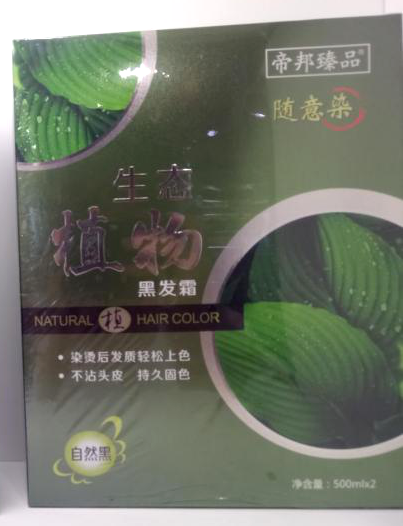 帝邦臻品®
随意染
生态
植物
黑发霜
NATURAL 植 HAIR COLOR
• 染烫后发质轻松上色
• 不沾头皮 持久固色
自然黑
净含量：500mlx2